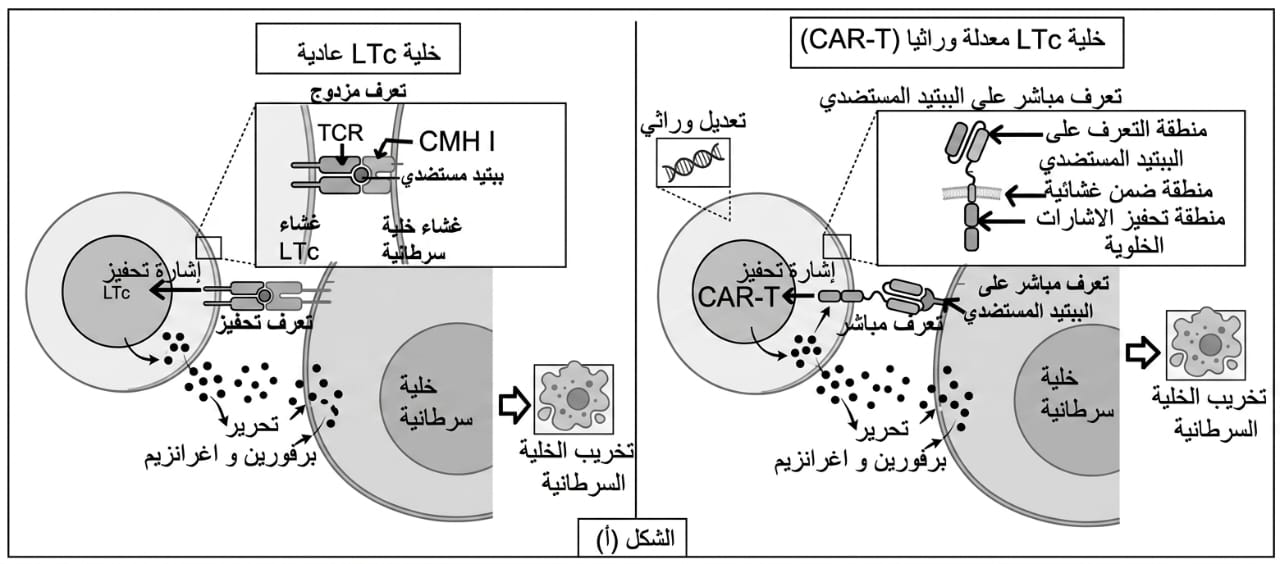 خلية LTc معدلة وراثيا (CAR-T)
تعرف مباشر على الببتيد المستضدي
تعديل وراثي
منطقة التعرف على
الببتيد المستضدي
منطقة ضمن غشائية
منطقة تحفيز الاشارات
الخلوية
إشارة تحفيز
CAR-T
تعرف مباشر
تعرف مباشر على
الببتيد المستضدي
خلية
سرطانية
تحرير
برفورين و اغرانزيم
تخريب الخلية
السرطانية
خلية LTc عادية
تعرف مزدوج
TCR
CMH I
ببتيد مستضدي
غشاء
LTc
غشاء خلية
سرطانية
إشارة تحفيز
LTc
تعرف تحفيز
خلية
سرطانية
تحرير
برفورين و اغرانزيم
تخريب الخلية
السرطانية
الشكل (أ)